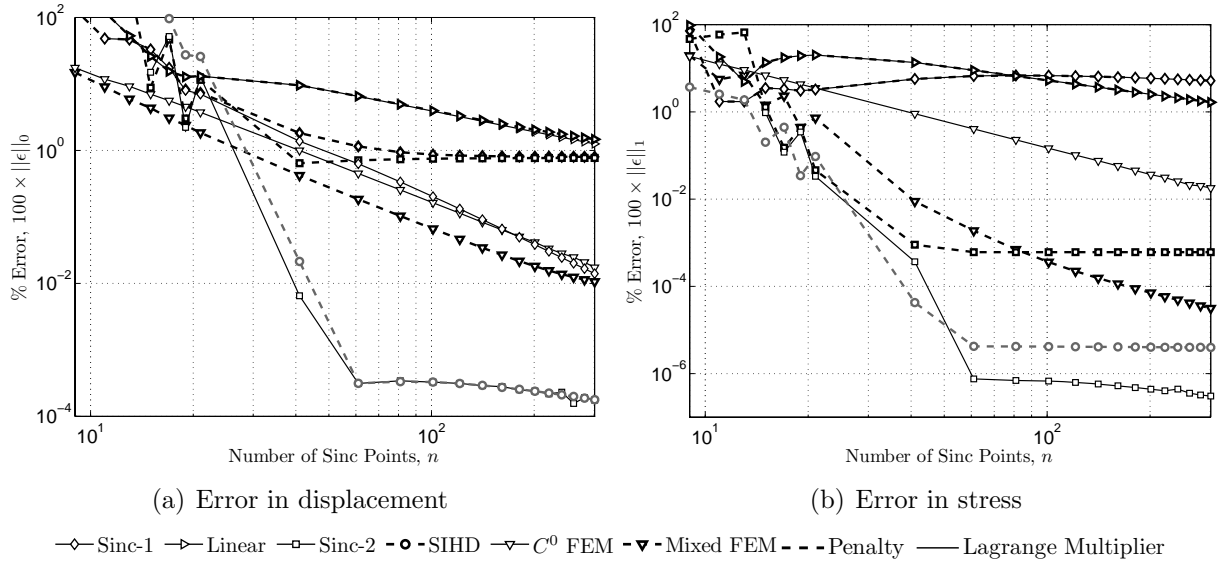 10^2
10^0
10^-2
10^-4
% Error, 100 × ||ϵ||_0
10^1
10^2
Number of Sinc Points, n
(a) Error in displacement
10^2
10^0
10^-2
10^-4
10^-6
% Error, 100 × ||ϵ||_1
10^1
10^2
Number of Sinc Points, n
(b) Error in stress
Sinc-1 Linear Sinc-2 SIHD C^0 FEM Mixed FEM Penalty Lagrange Multiplier